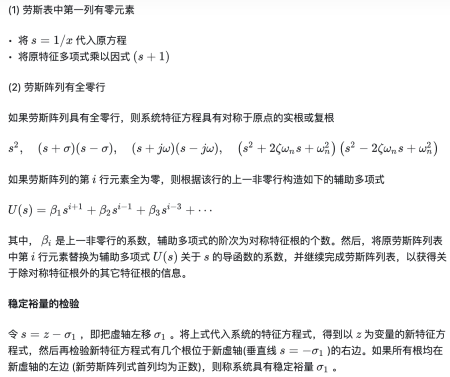 (1) 劳斯表中第一列有零元素
• 将 s = 1/x 代入原方程
• 将原特征多项式乘以因式 (s + 1)
(2) 劳斯阵列有全零行
如果劳斯阵列具有全零行，则系统特征方程具有对称于原点的实根或复根
s², (s + σ)(s − σ), (s + jω)(s − jω), (s² + 2ζωₙs + ωₙ²)(s² − 2ζωₙs + ωₙ²)
如果劳斯阵列的第 i 行元素全为零，则根据该行的上一非零行构造如下的辅助多项式
U(s) = β₁sⁱ⁺¹ + β₂sⁱ⁻¹ + β₃sⁱ⁻³ + ⋯
其中， βᵢ 是上一非零行的系数，辅助多项式的阶次为对称特征根的个数。然后，将原劳斯阵列表
中第 i 行元素替换为辅助多项式 U(s) 关于 s 的导函数的系数，并继续完成劳斯阵列表，以获得关
于除对称特征根外的其它特征根的信息。
稳定裕量的检验
令 s = z − σ₁ ，即把虚轴左移 σ₁ 。将上式代入系统的特征方程式，得到以 z 为变量的新特征方
程式，然后再检验新特征方程式有几个根位于新虚轴(垂直线 s = −σ₁ )的右边。如果所有根均在
新虚轴的左边 (新劳斯阵列式首列均为正数)，则称系统具有稳定裕量 σ₁ 。